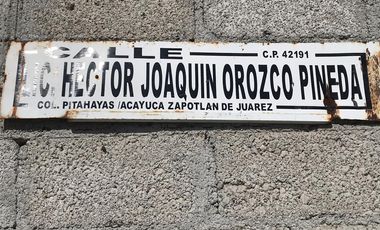 CALLE C.P. 42191
C. HECTOR JOAQUIN OROZCO PINEDA
COL. PITAHAYAS /ACAYUCA ZAPOTLAN DE JUAREZ